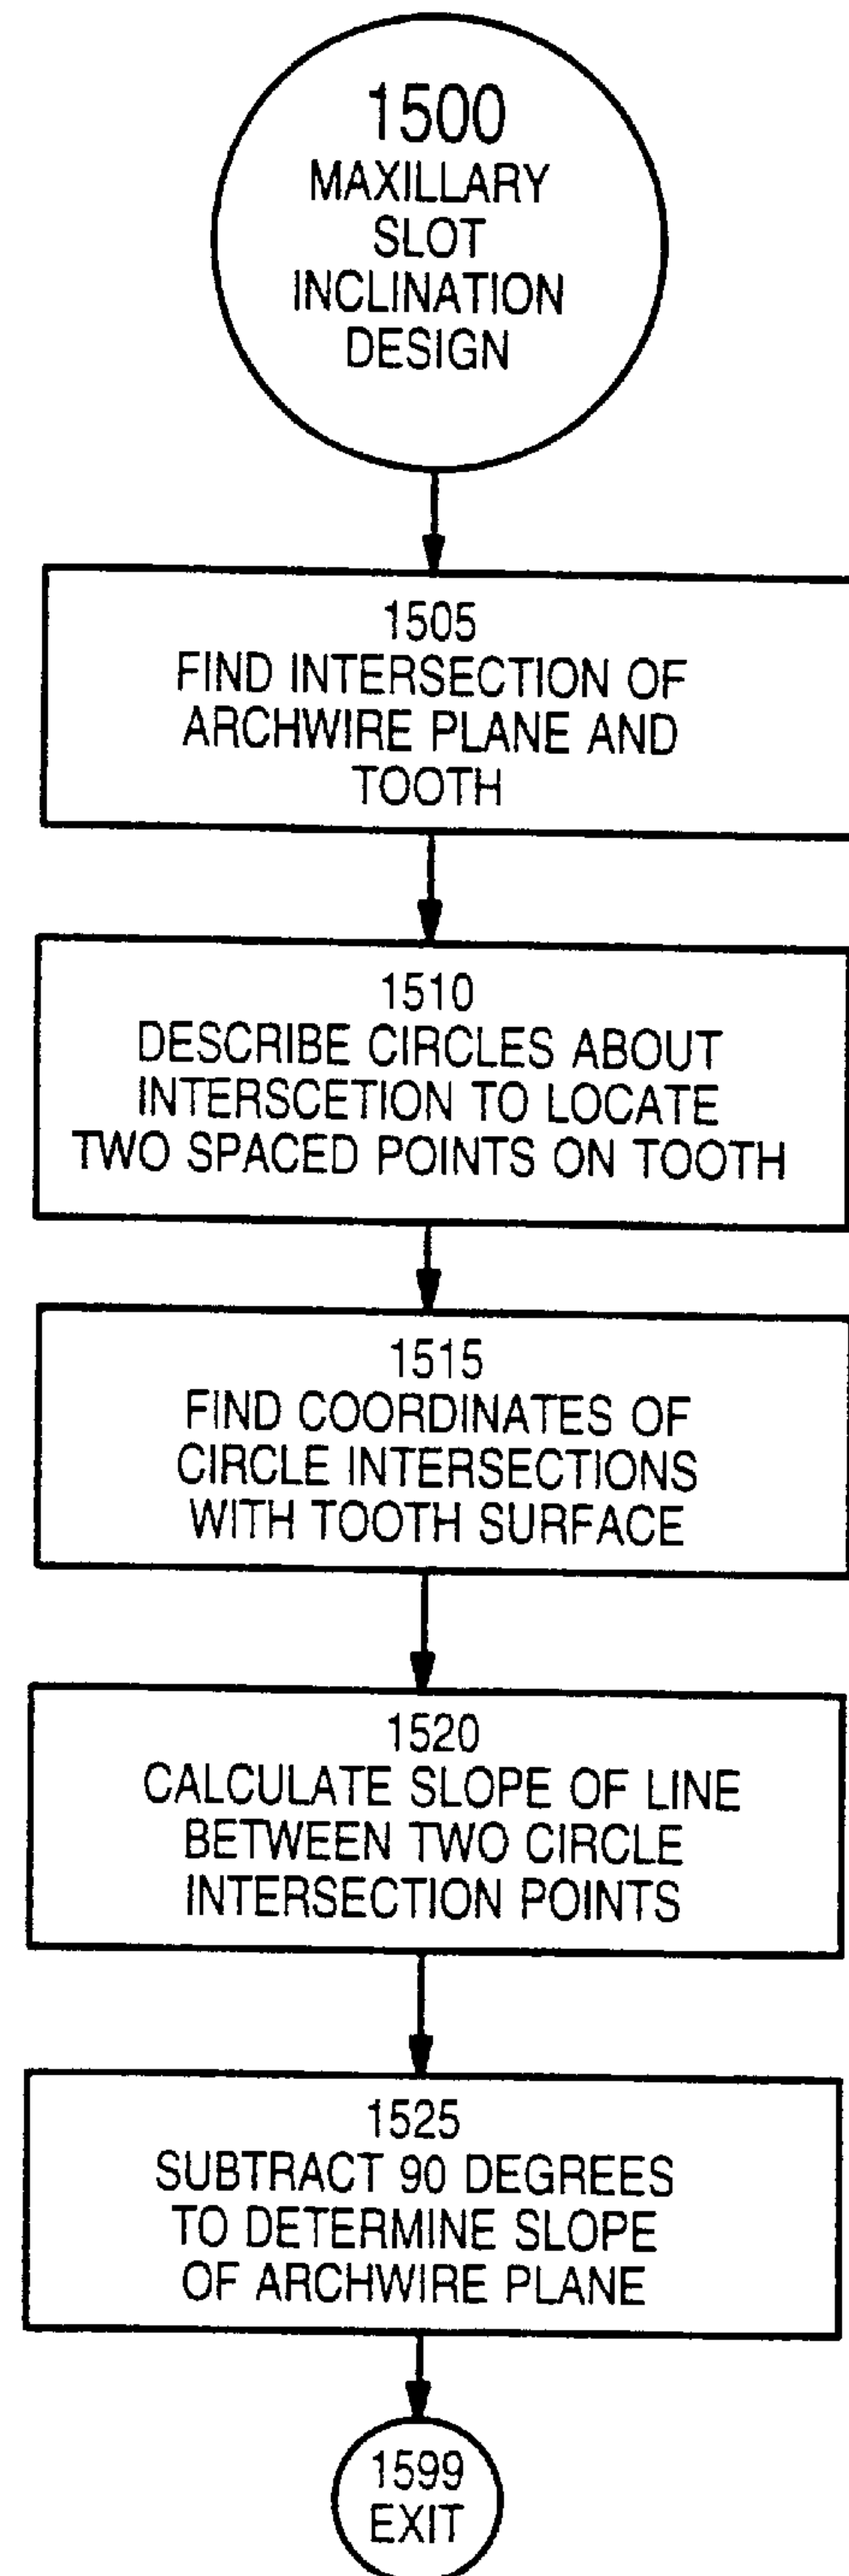 1500
MAXILLARY
SLOT
INCLINATION
DESIGN
1505
FIND INTERSECTION OF
ARCHWIRE PLANE AND
TOOTH
1510
DESCRIBE CIRCLES ABOUT
INTERSCETION TO LOCATE
TWO SPACED POINTS ON TOOTH
1515
FIND COORDINATES OF
CIRCLE INTERSECTIONS
WITH TOOTH SURFACE
1520
CALCULATE SLOPE OF LINE
BETWEEN TWO CIRCLE
INTERSECTION POINTS
1525
SUBTRACT 90 DEGREES
TO DETERMINE SLOPE
OF ARCHWIRE PLANE
1599
EXIT